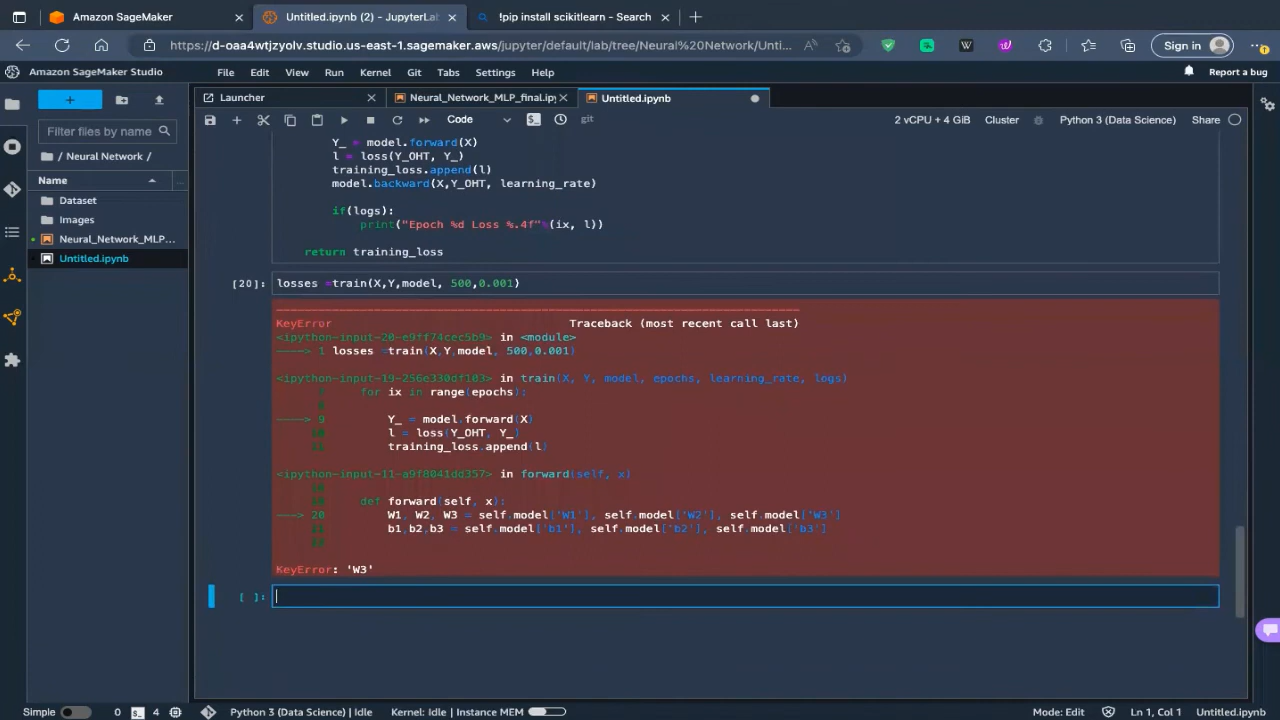 Amazon SageMaker
Untitled.ipynb (2) - JupyterLa
!pip install scikitlearn - Search
https://d-oaa4wtjzyolv.studio.us-east-1.sagemaker.aws/jupyter/default/lab/tree/Neural%20Network/Unti...
Sign in
Amazon SageMaker Studio
File Edit View Run Kernel Git Tabs Settings Help
Report a bug
Launcher
Neural_Network_MLP_final.ipy
Untitled.ipynb
Code
git
2 vCPU + 4 GiB Cluster Python 3 (Data Science) Share
Filter files by name
/ Neural Network /
Name
Dataset
Images
Neural_Network_MLP...
Untitled.ipynb
Y_ = model.forward(X)
l = loss(Y_OHT, Y_)
training_loss.append(l)
model.backward(X,Y_OHT, learning_rate)
if(logs):
print("Epoch %d Loss %.4f"%(ix, l))
return training_loss
[20]: losses =train(X,Y,model, 500,0.001)
KeyError Traceback (most recent call last)
<ipython-input-20-e9ff74cec5b9> in <module>
----> 1 losses =train(X,Y,model, 500,0.001)
<ipython-input-19-256e330df103> in train(X, Y, model, epochs, learning_rate, logs)
for ix in range(epochs):
----> 9 Y_ = model.forward(X)
10 l = loss(Y_OHT, Y_)
11 training_loss.append(l)
<ipython-input-11-a9f8041dd357> in forward(self, x)
def forward(self, x):
----> 20 W1, W2, W3 = self.model['W1'], self.model['W2'], self.model['W3']
b1,b2,b3 = self.model['b1'], self.model['b2'], self.model['b3']
KeyError: 'W3'
[ ]:
Simple 0 4 Python 3 (Data Science) | Idle Kernel: Idle | Instance MEM Mode: Edit Ln 1, Col 1 Untitled.ipynb